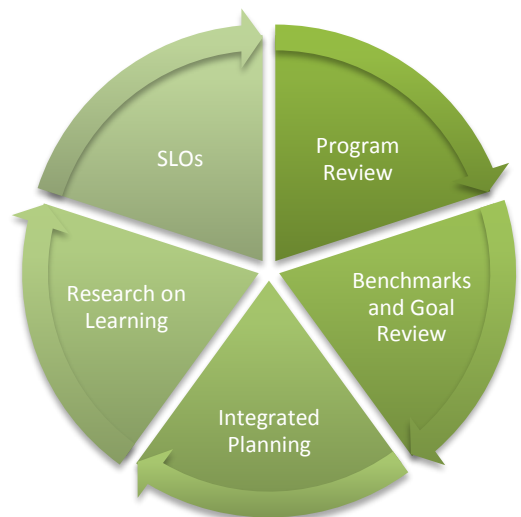 SLOs
Program
Review
Benchmarks
and Goal
Review
Research on
Learning
Integrated
Planning